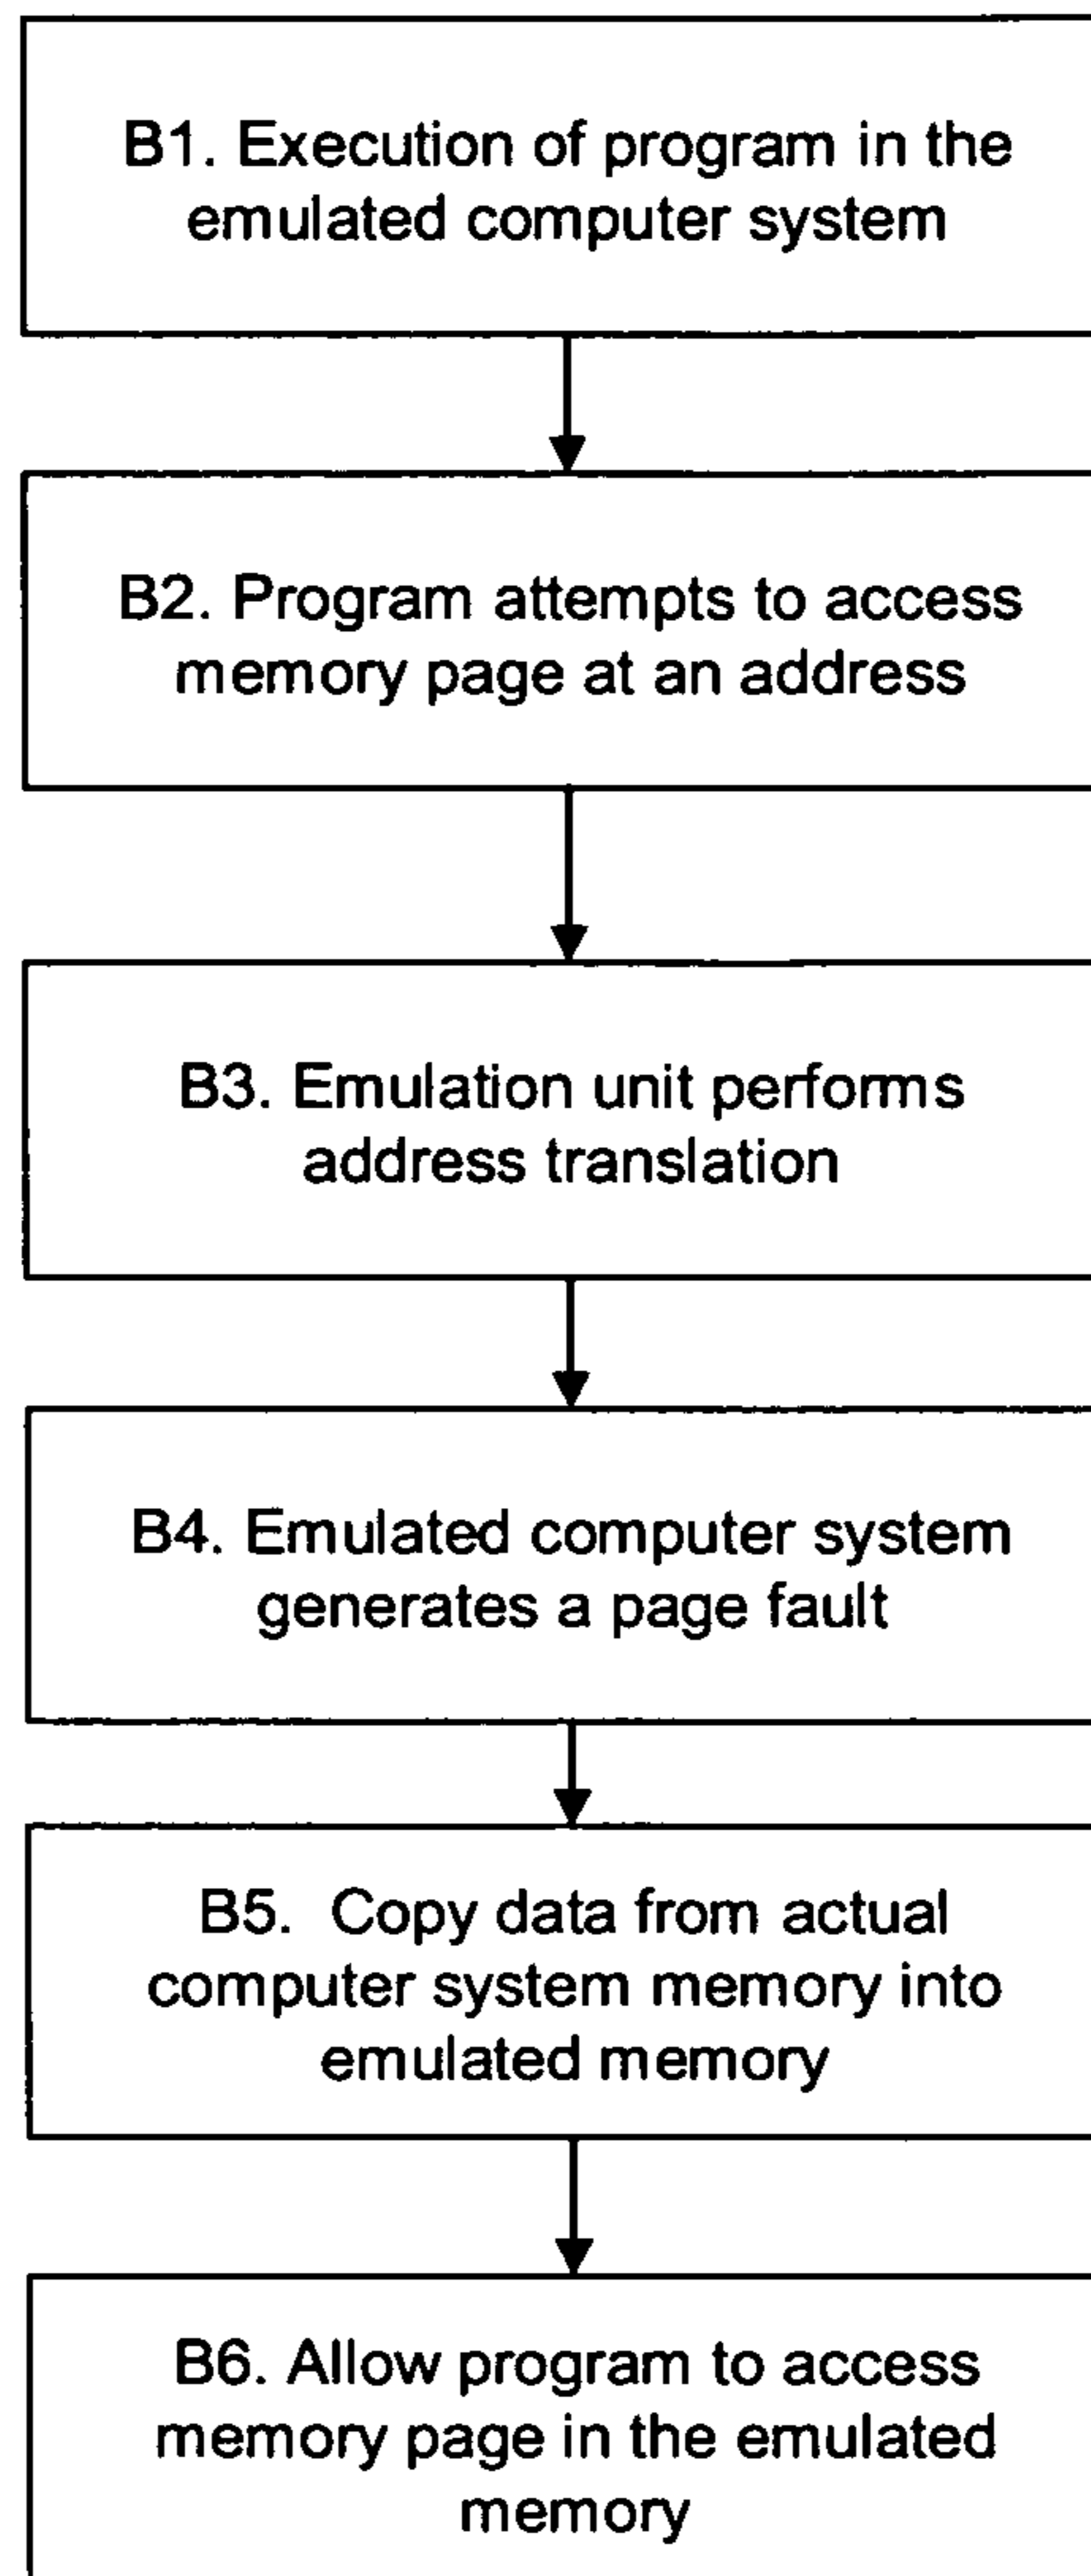 B1. Execution of program in the
emulated computer system
B2. Program attempts to access
memory page at an address
B3. Emulation unit performs
address translation
B4. Emulated computer system
generates a page fault
B5. Copy data from actual
computer system memory into
emulated memory
B6. Allow program to access
memory page in the emulated
memory